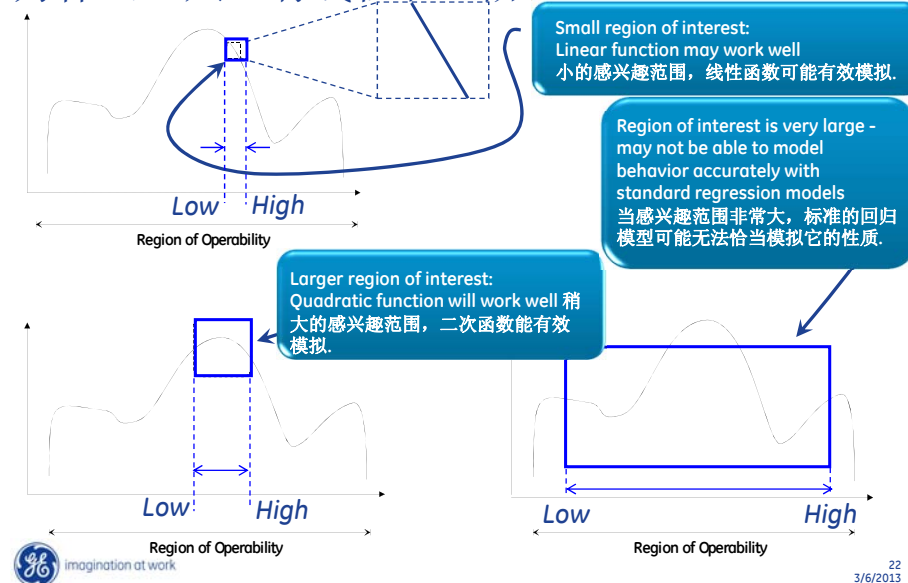 Small region of interest:
Linear function may work well
小的感兴趣范围，线性函数可能有效模拟.
Region of interest is very large -
may not be able to model
behavior accurately with
standard regression models
当感兴趣范围非常大，标准的回归
模型可能无法恰当模拟它的性质.
Low
High
Region of Operability
Larger region of interest:
Quadratic function will work well 稍
大的感兴趣范围，二次函数能有效
模拟.
Low
High
Region of Operability
Low
High
Region of Operability
GE imagination at work
22
3/6/2013